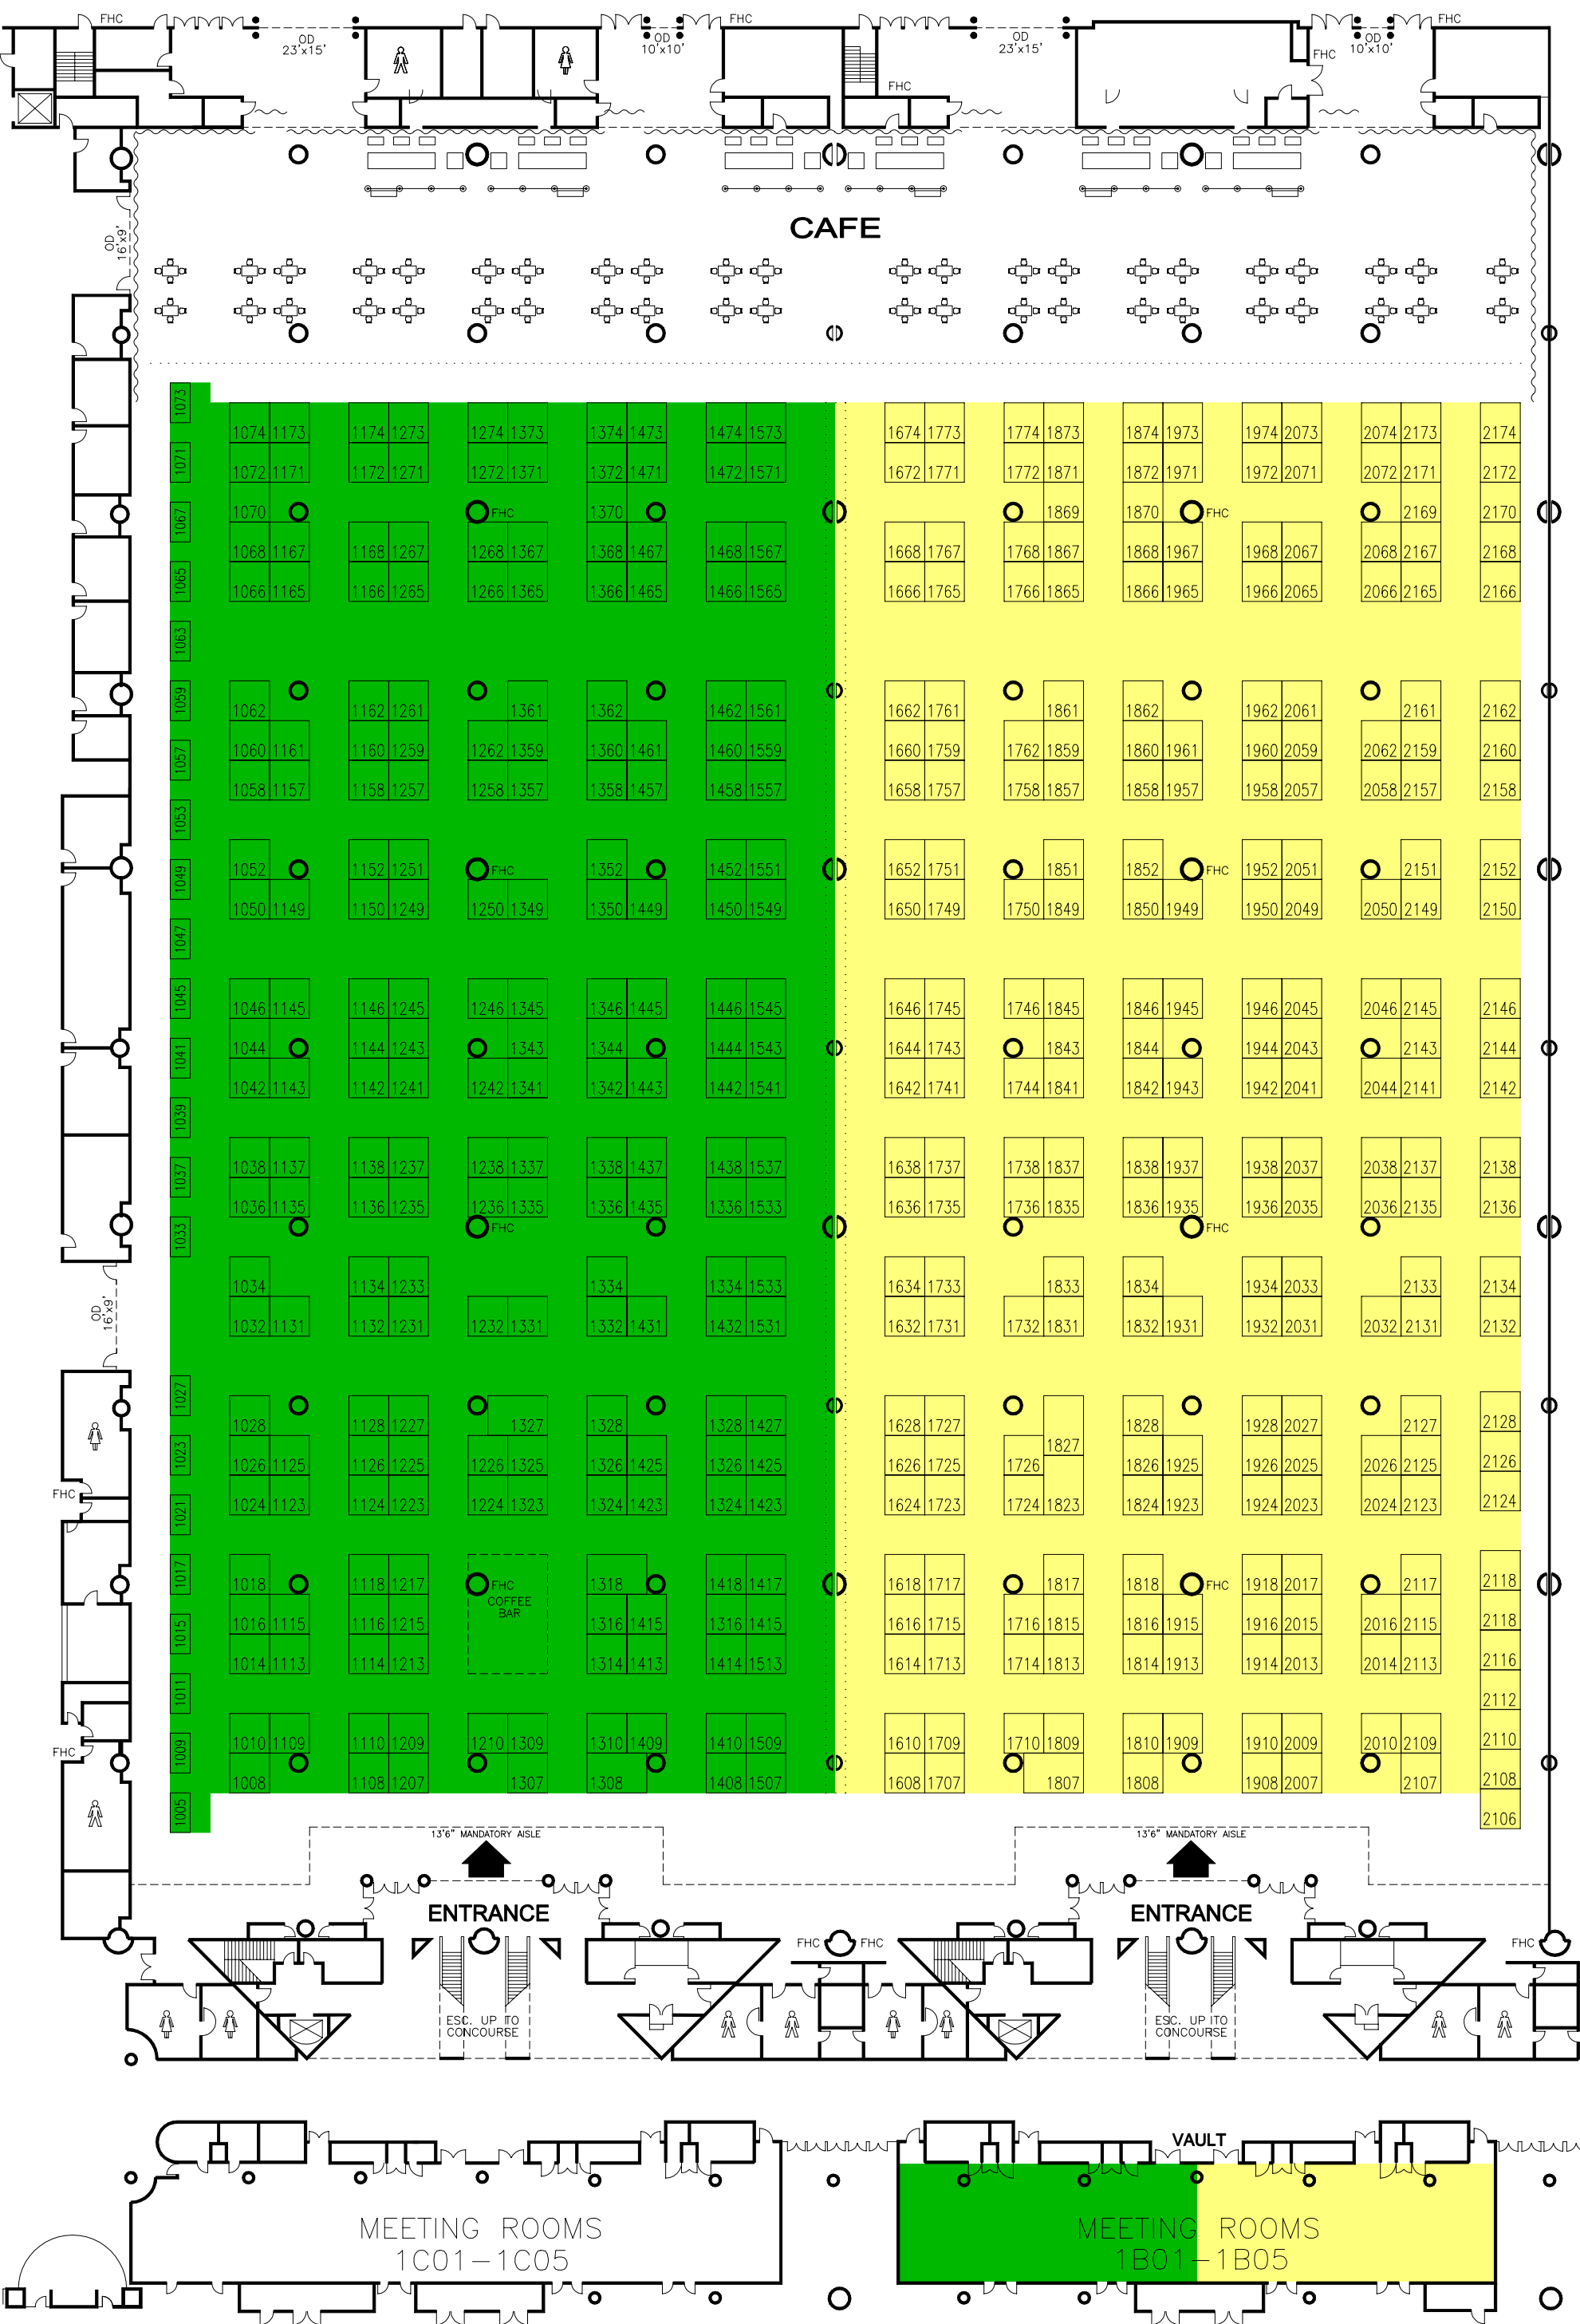 FHC FHC FHC
OD 23'x15' OD 10'x10' OD 23'x15' OD 10'x10'
FHC
FHC
CAFE
OD 16'x9'
1073
1074 1173 1174 1273 1274 1373 1374 1473 1474 1573 1674 1773 1774 1873 1874 1973 1974 2073 2074 2173 2174
1071
1072 1171 1172 1271 1272 1371 1372 1471 1472 1571 1672 1771 1772 1871 1872 1971 1972 2071 2072 2171 2172
1067
1070 FHC 1370 1869 1870 FHC 2169 2170
1068 1167 1168 1267 1268 1367 1368 1467 1468 1567 1668 1767 1768 1867 1868 1967 1968 2067 2068 2167 2168
1065
1066 1165 1166 1265 1266 1365 1366 1465 1466 1565 1666 1765 1766 1865 1866 1965 1966 2065 2066 2165 2166
1063
1059
1062 1162 1261 1361 1362 1462 1561 1662 1761 1861 1862 1962 2061 2161 2162
1060 1161 1160 1259 1262 1359 1360 1461 1460 1559 1660 1759 1762 1859 1860 1961 1960 2059 2062 2159 2160
1057
1058 1157 1158 1257 1258 1357 1358 1457 1458 1557 1658 1757 1758 1857 1858 1957 1958 2057 2058 2157 2158
1053
1052 1152 1251 FHC 1352 1452 1551 1652 1751 1851 1852 FHC 1952 2051 2151 2152
1049
1050 1149 1150 1249 1250 1349 1350 1449 1450 1549 1650 1749 1750 1849 1850 1949 1950 2049 2050 2149 2150
1047
1045
1046 1145 1146 1245 1246 1345 1346 1445 1446 1545 1646 1745 1746 1845 1846 1945 1946 2045 2046 2145 2146
1041
1044 1144 1243 1343 1344 1444 1543 1644 1743 1843 1844 1944 2043 2143 2144
1042 1143 1142 1241 1242 1341 1342 1443 1442 1541 1642 1741 1744 1841 1842 1943 1942 2041 2044 2141 2142
1039
1037
1038 1137 1138 1237 1238 1337 1338 1437 1438 1537 1638 1737 1738 1837 1838 1937 1938 2037 2038 2137 2138
1036 1135 1136 1235 1236 1335 1336 1435 1336 1533 1636 1735 1736 1835 1836 1935 1936 2035 2036 2135 2136
1033
FHC FHC
1034 1134 1233 1334 1334 1533 1634 1733 1833 1834 1934 2033 2133 2134
OD 16'x9'
1032 1131 1132 1231 1232 1331 1332 1431 1432 1531 1632 1731 1732 1831 1832 1931 1932 2031 2032 2131 2132
1027
1028 1128 1227 1327 1328 1328 1427 1628 1727 1828 1928 2027 2127 2128
1827
1023
1026 1125 1126 1225 1226 1325 1326 1425 1326 1425 1626 1725 1726 1826 1925 1926 2025 2026 2125 2126
FHC
1021
1024 1123 1124 1223 1224 1323 1324 1423 1324 1423 1624 1723 1724 1823 1824 1923 1924 2023 2024 2123 2124
1017
1018 1118 1217 FHC 1318 1418 1417 1618 1717 1817 1818 FHC 1918 2017 2117 2118
COFFEE
BAR
1015
1016 1115 1116 1215 1316 1415 1316 1415 1616 1715 1716 1815 1816 1915 1916 2015 2016 2115 2118
1014 1113 1114 1213 1314 1413 1414 1513 1614 1713 1714 1813 1814 1913 1914 2013 2014 2113 2116
1011
2112
1009
FHC
1010 1109 1110 1209 1210 1309 1310 1409 1410 1509 1610 1709 1710 1809 1810 1909 1910 2009 2010 2109 2110
1008 1108 1207 1307 1308 1408 1507 1608 1707 1807 1808 1908 2007 2107 2108
1005
2106
13'6" MANDATORY AISLE 13'6" MANDATORY AISLE
ENTRANCE ENTRANCE
FHC FHC FHC
ESC. UP TO
CONCOURSE
ESC. UP TO
CONCOURSE
VAULT
MEETING ROOMS
1C01-1C05
MEETING ROOMS
1B01-1B05